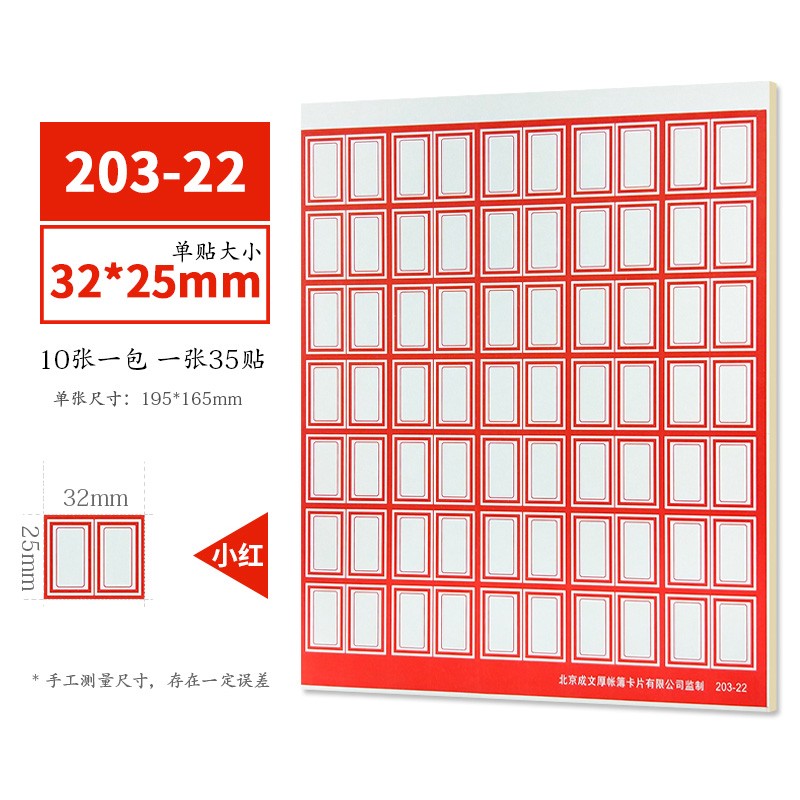 203-22
单贴大小
32*25mm
10张一包 一张35贴
单张尺寸：195*165mm
32mm
25mm
小红
* 手工测量尺寸，存在一定误差
北京成文厚帐簿卡片有限公司监制 203-22